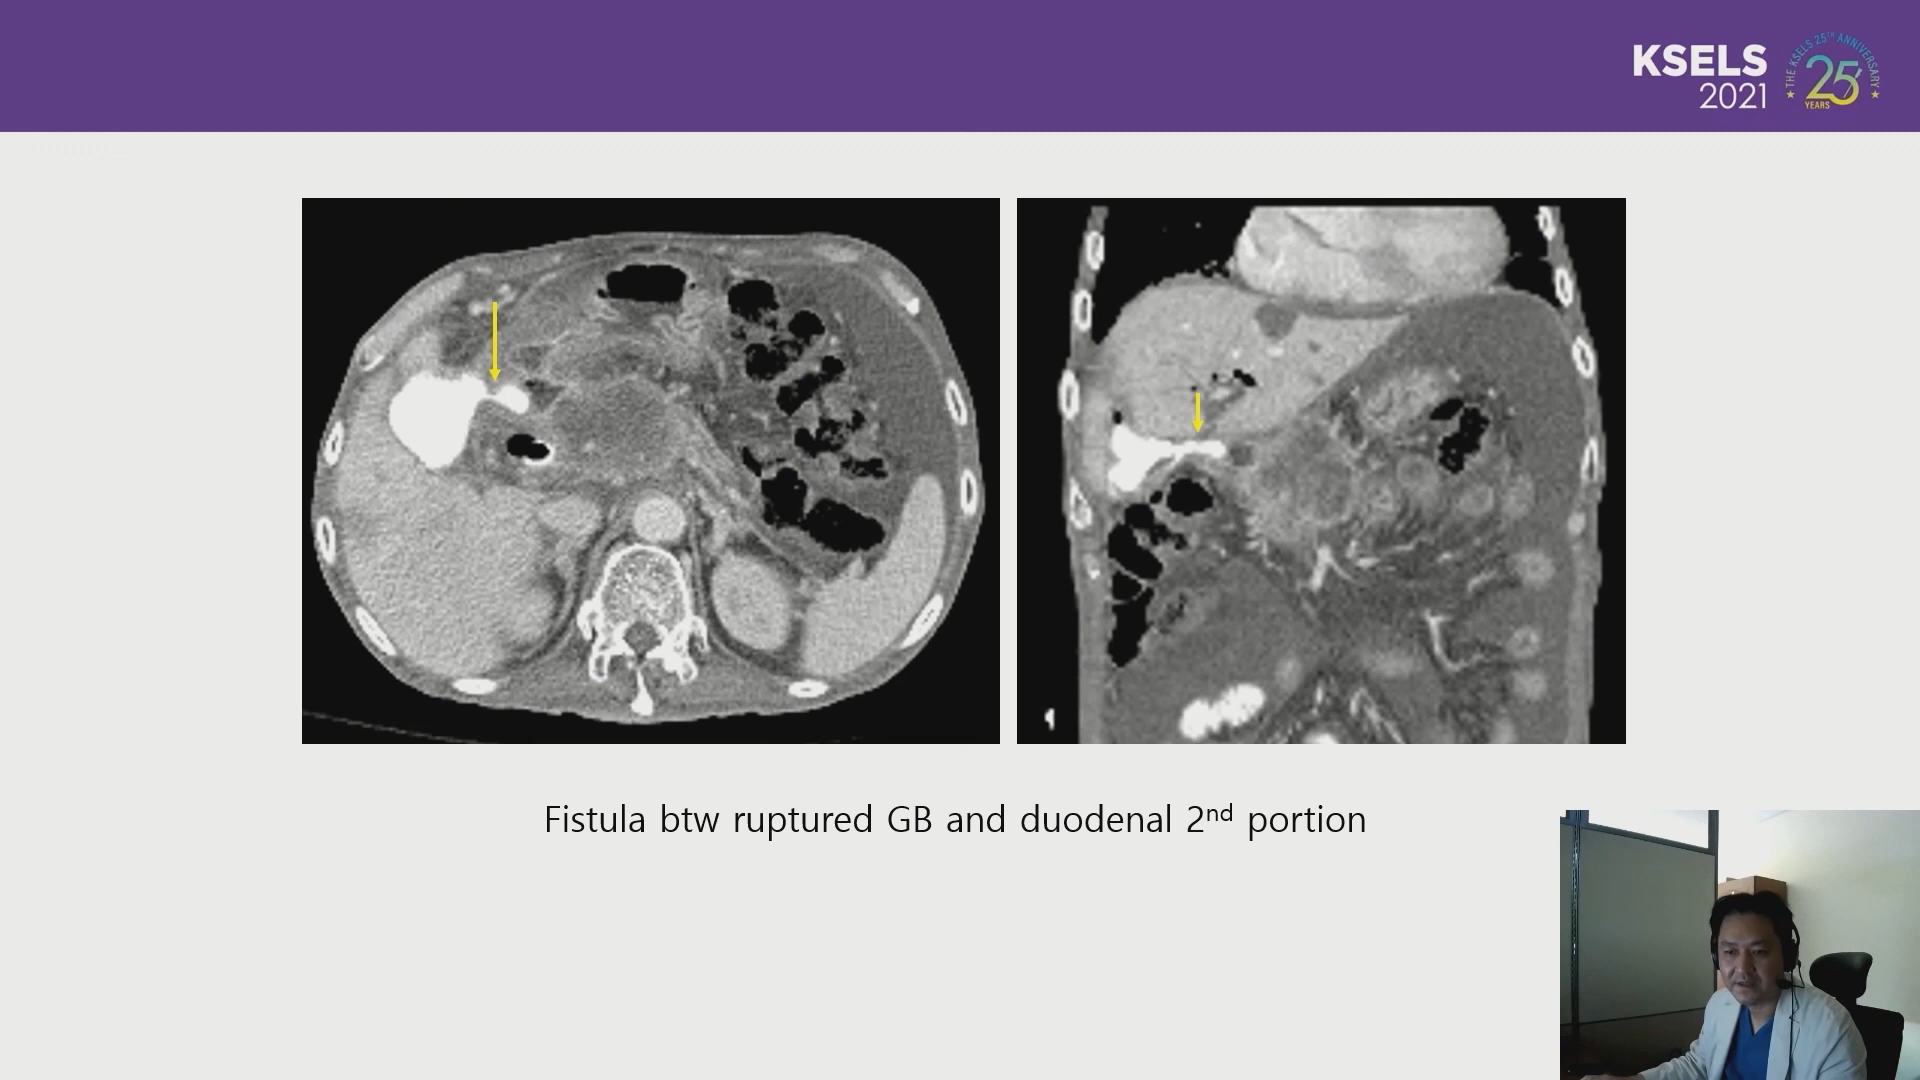 KSELS
2021
THE KSELS 25TH ANNIVERSARY
25
YEARS
Fistula btw ruptured GB and duodenal 2nd portion